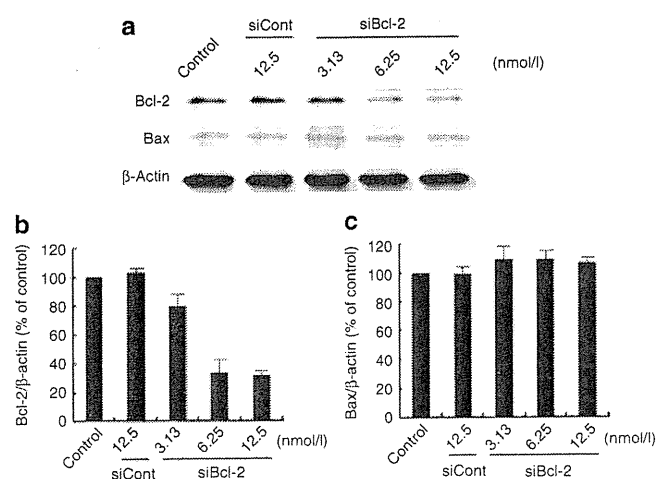 a
siCont siBcl-2
Control 12.5 3.13 6.25 12.5 (nmol/l)
Bcl-2
Bax
β-Actin
b
Bcl-2/β-actin (% of control)
120
100
80
60
40
20
0
Control 12.5 3.13 6.25 12.5 (nmol/l)
siCont siBcl-2
c
Bax/β-actin (% of control)
120
100
80
60
40
20
0
Control 12.5 3.13 6.25 12.5 (nmol/l)
siCont siBcl-2